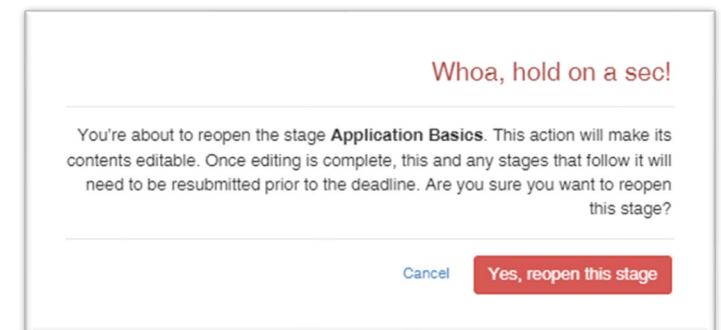 Whoa, hold on a sec!
You're about to reopen the stage Application Basics. This action will make its
contents editable. Once editing is complete, this and any stages that follow it will
need to be resubmitted prior to the deadline. Are you sure you want to reopen
this stage?
Cancel
Yes, reopen this stage